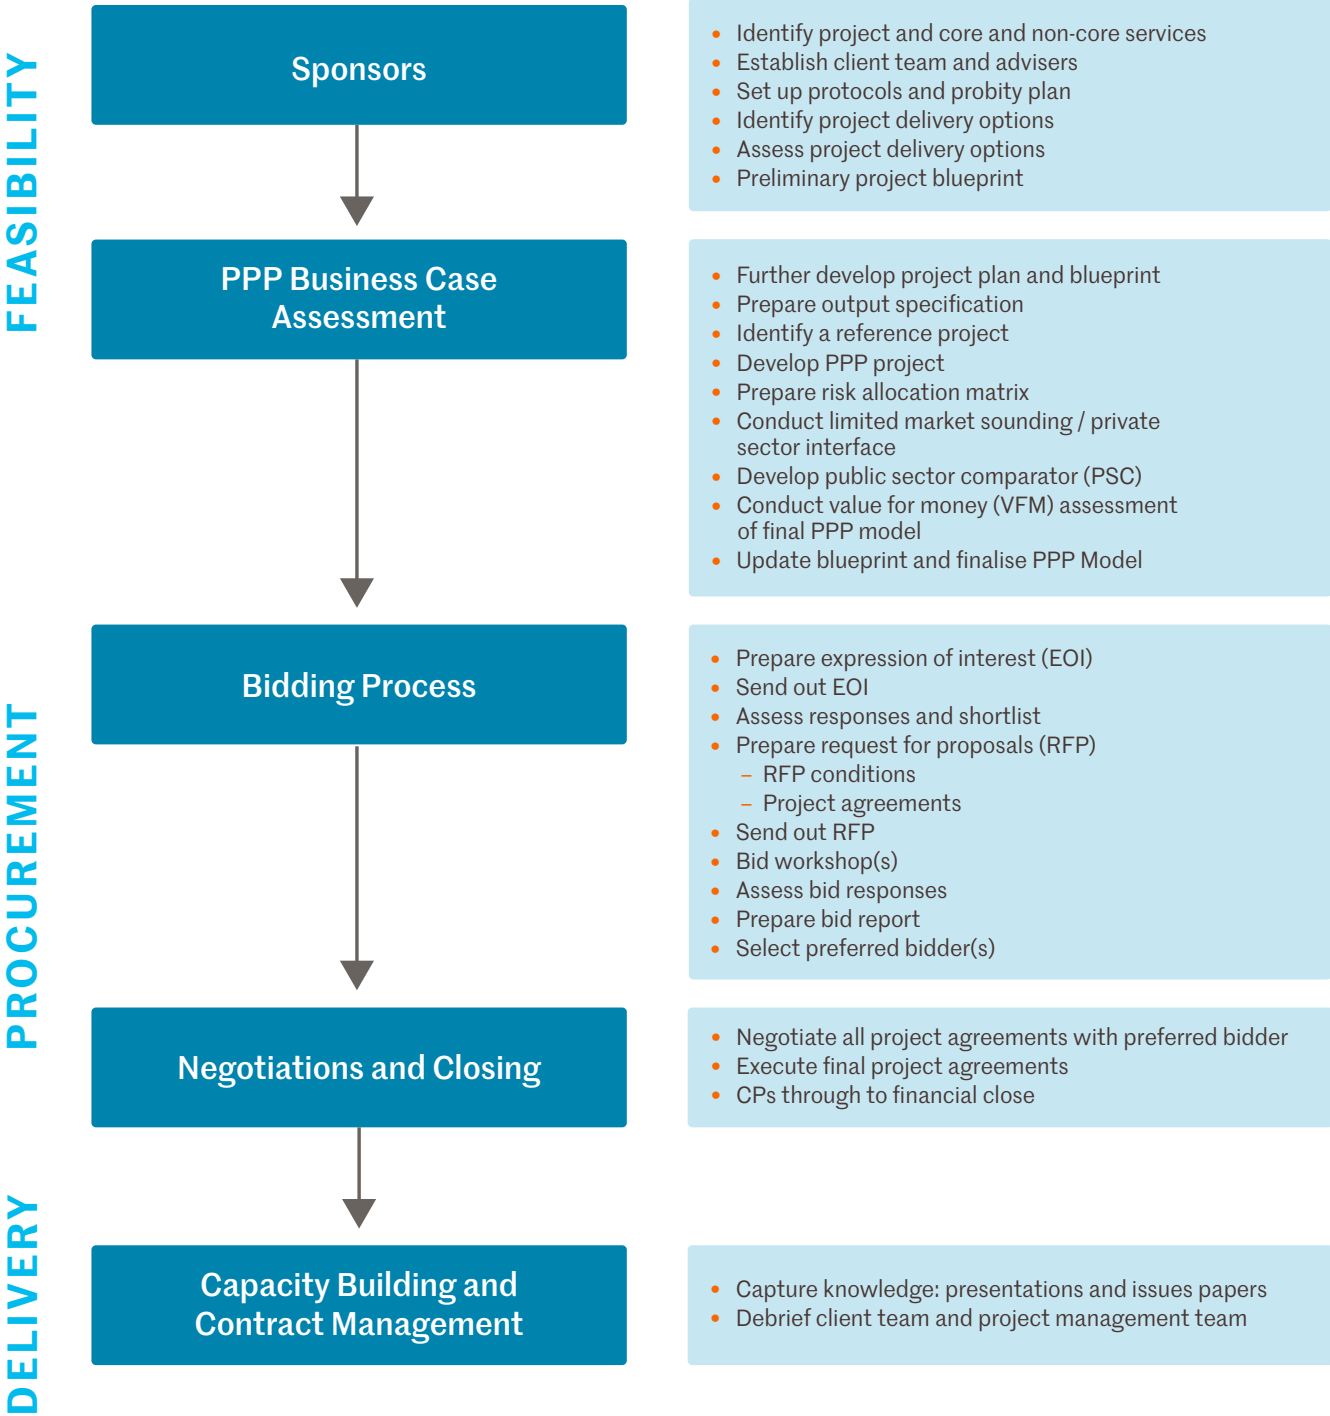 FEASIBILITY
Sponsors
• Identify project and core and non-core services
• Establish client team and advisers
• Set up protocols and probity plan
• Identify project delivery options
• Assess project delivery options
• Preliminary project blueprint
PPP Business Case
Assessment
• Further develop project plan and blueprint
• Prepare output specification
• Identify a reference project
• Develop PPP project
• Prepare risk allocation matrix
• Conduct limited market sounding / private
sector interface
• Develop public sector comparator (PSC)
• Conduct value for money (VFM) assessment
of final PPP model
• Update blueprint and finalise PPP Model
PROCUREMENT
Bidding Process
• Prepare expression of interest (EOI)
• Send out EOI
• Assess responses and shortlist
• Prepare request for proposals (RFP)
– RFP conditions
– Project agreements
• Send out RFP
• Bid workshop(s)
• Assess bid responses
• Prepare bid report
• Select preferred bidder(s)
Negotiations and Closing
• Negotiate all project agreements with preferred bidder
• Execute final project agreements
• CPs through to financial close
DELIVERY
Capacity Building and
Contract Management
• Capture knowledge: presentations and issues papers
• Debrief client team and project management team